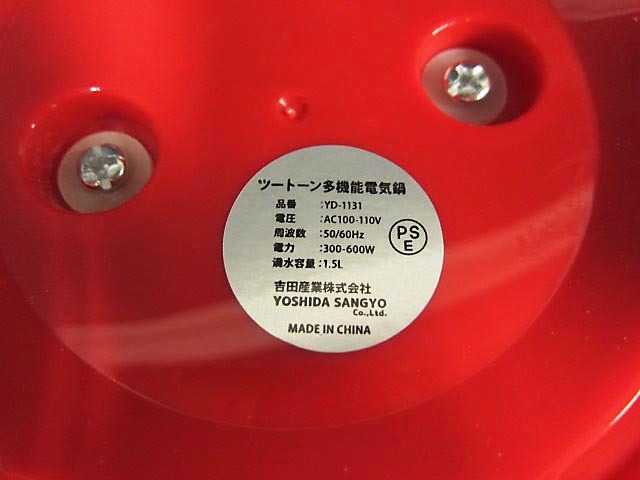 ツートーン多機能電気鍋
品番 :YD-1131
電圧 :AC100-110V
周波数 :50/60Hz
電力 :300-600W
満水容量:1.5L
PS
E
吉田産業株式会社
YOSHIDA SANGYO
Co.,Ltd.
MADE IN CHINA